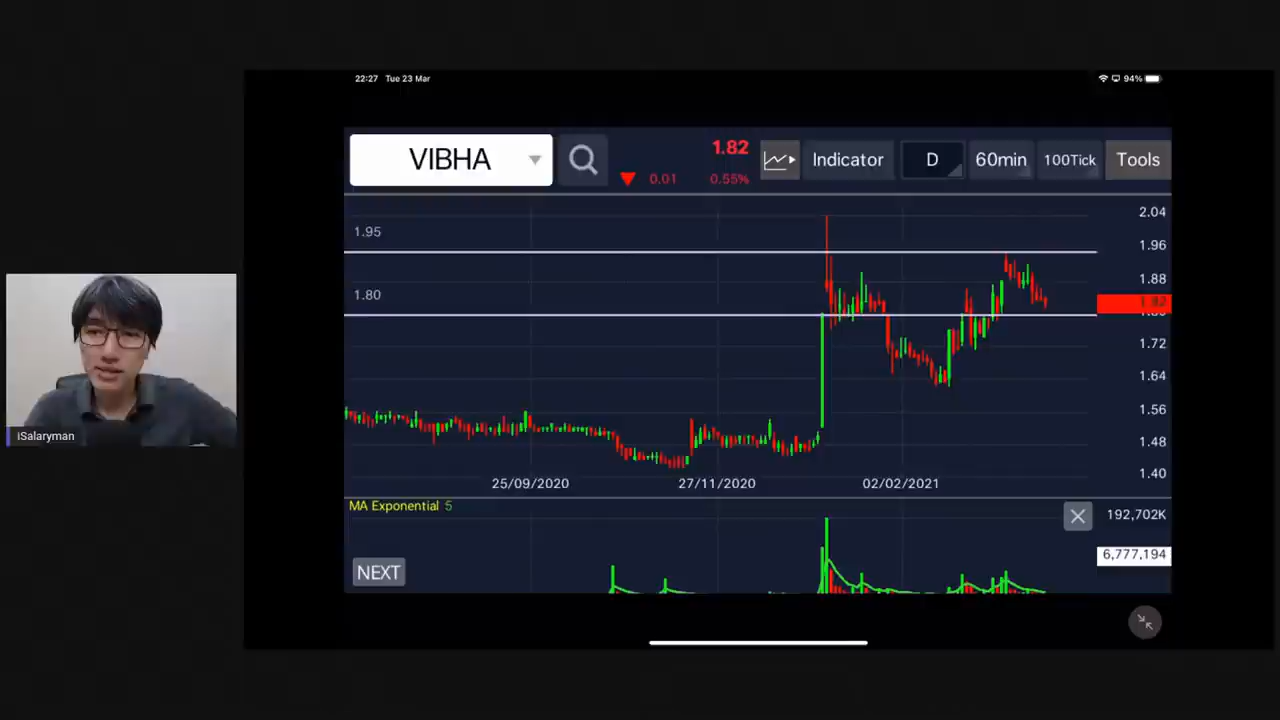 22:27 Tue 23 Mar
94%
VIBHA
1.82
0.01 0.55%
Indicator
D
60min
100Tick
Tools
2.04
1.95
1.96
1.88
1.80
1.82
1.72
1.64
1.56
1.48
1.40
25/09/2020 27/11/2020 02/02/2021
MA Exponential 5
192,702K
6,777,194
NEXT
iSalaryman